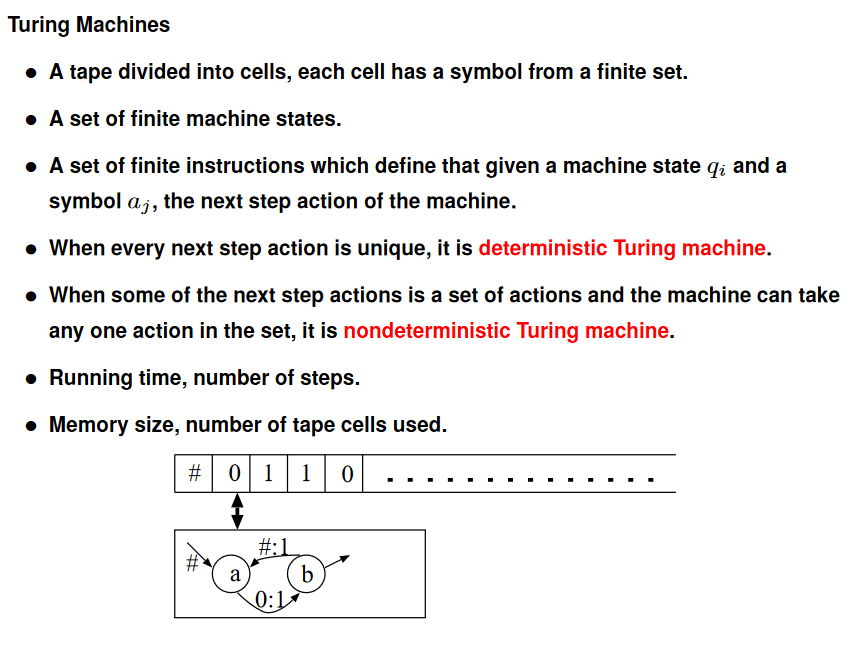 Turing Machines
● A tape divided into cells, each cell has a symbol from a finite set.
● A set of finite machine states.
● A set of finite instructions which define that given a machine state qᵢ and a
symbol aⱼ, the next step action of the machine.
● When every next step action is unique, it is deterministic Turing machine.
● When some of the next step actions is a set of actions and the machine can take
any one action in the set, it is nondeterministic Turing machine.
● Running time, number of steps.
● Memory size, number of tape cells used.
# 0 1 1 0 ..............
#:1
# a b
0:1